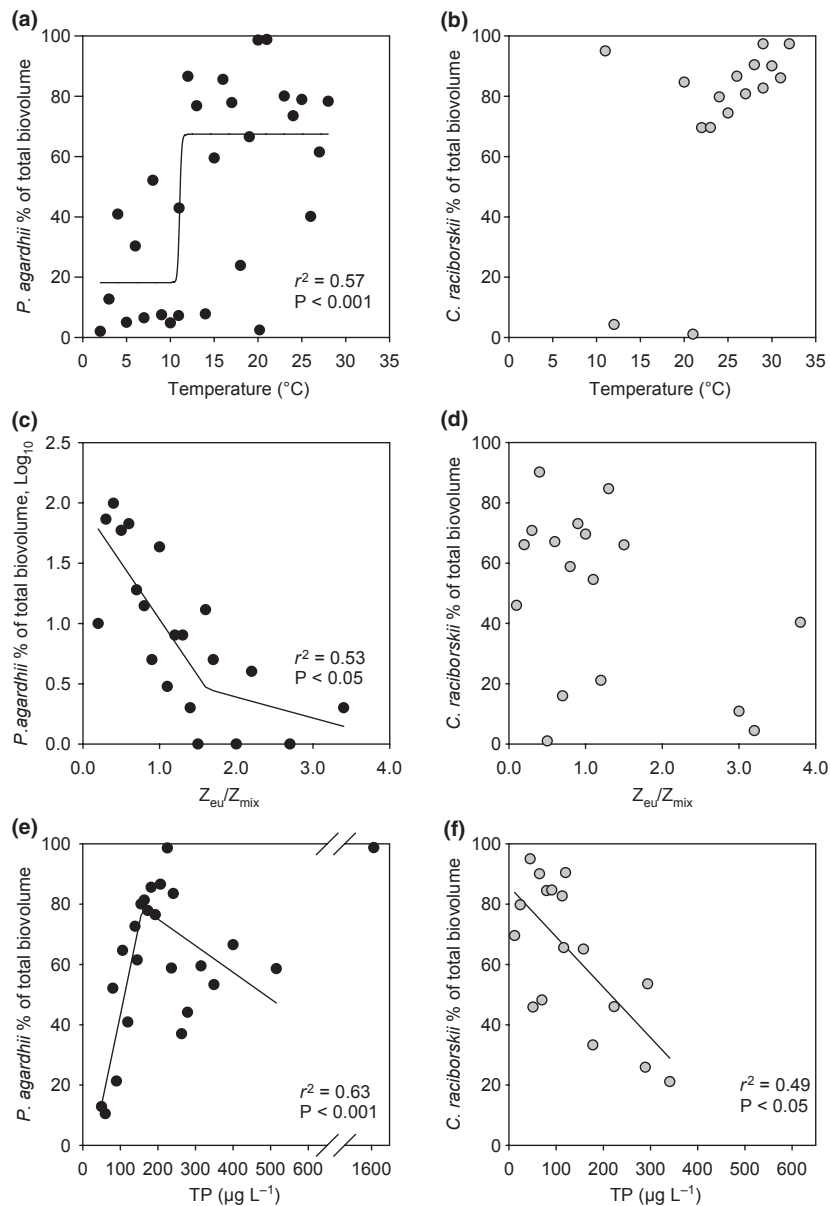 (a)
P. agardhii % of total biovolume
100
80
60
40
20
0
r² = 0.57
P < 0.001
0 5 10 15 20 25 30 35
Temperature (°C)
(b)
C. raciborskii % of total biovolume
100
80
60
40
20
0
0 5 10 15 20 25 30 35
Temperature (°C)
(c)
P.agardhii % of total biovolume, Log₁₀
2.5
2.0
1.5
1.0
0.5
0.0
r² = 0.53
P < 0.05
0.0 1.0 2.0 3.0 4.0
Zeu/Zmix
(d)
C. raciborskii % of total biovolume
100
80
60
40
20
0
0.0 1.0 2.0 3.0 4.0
Zeu/Zmix
(e)
P. agardhii % of total biovolume
100
80
60
40
20
0
r² = 0.63
P < 0.001
0 100 200 300 400 500 600 1600
TP (µg L⁻¹)
(f)
C. raciborskii % of total biovolume
100
80
60
40
20
0
r² = 0.49
P < 0.05
0 100 200 300 400 500 600
TP (µg L⁻¹)